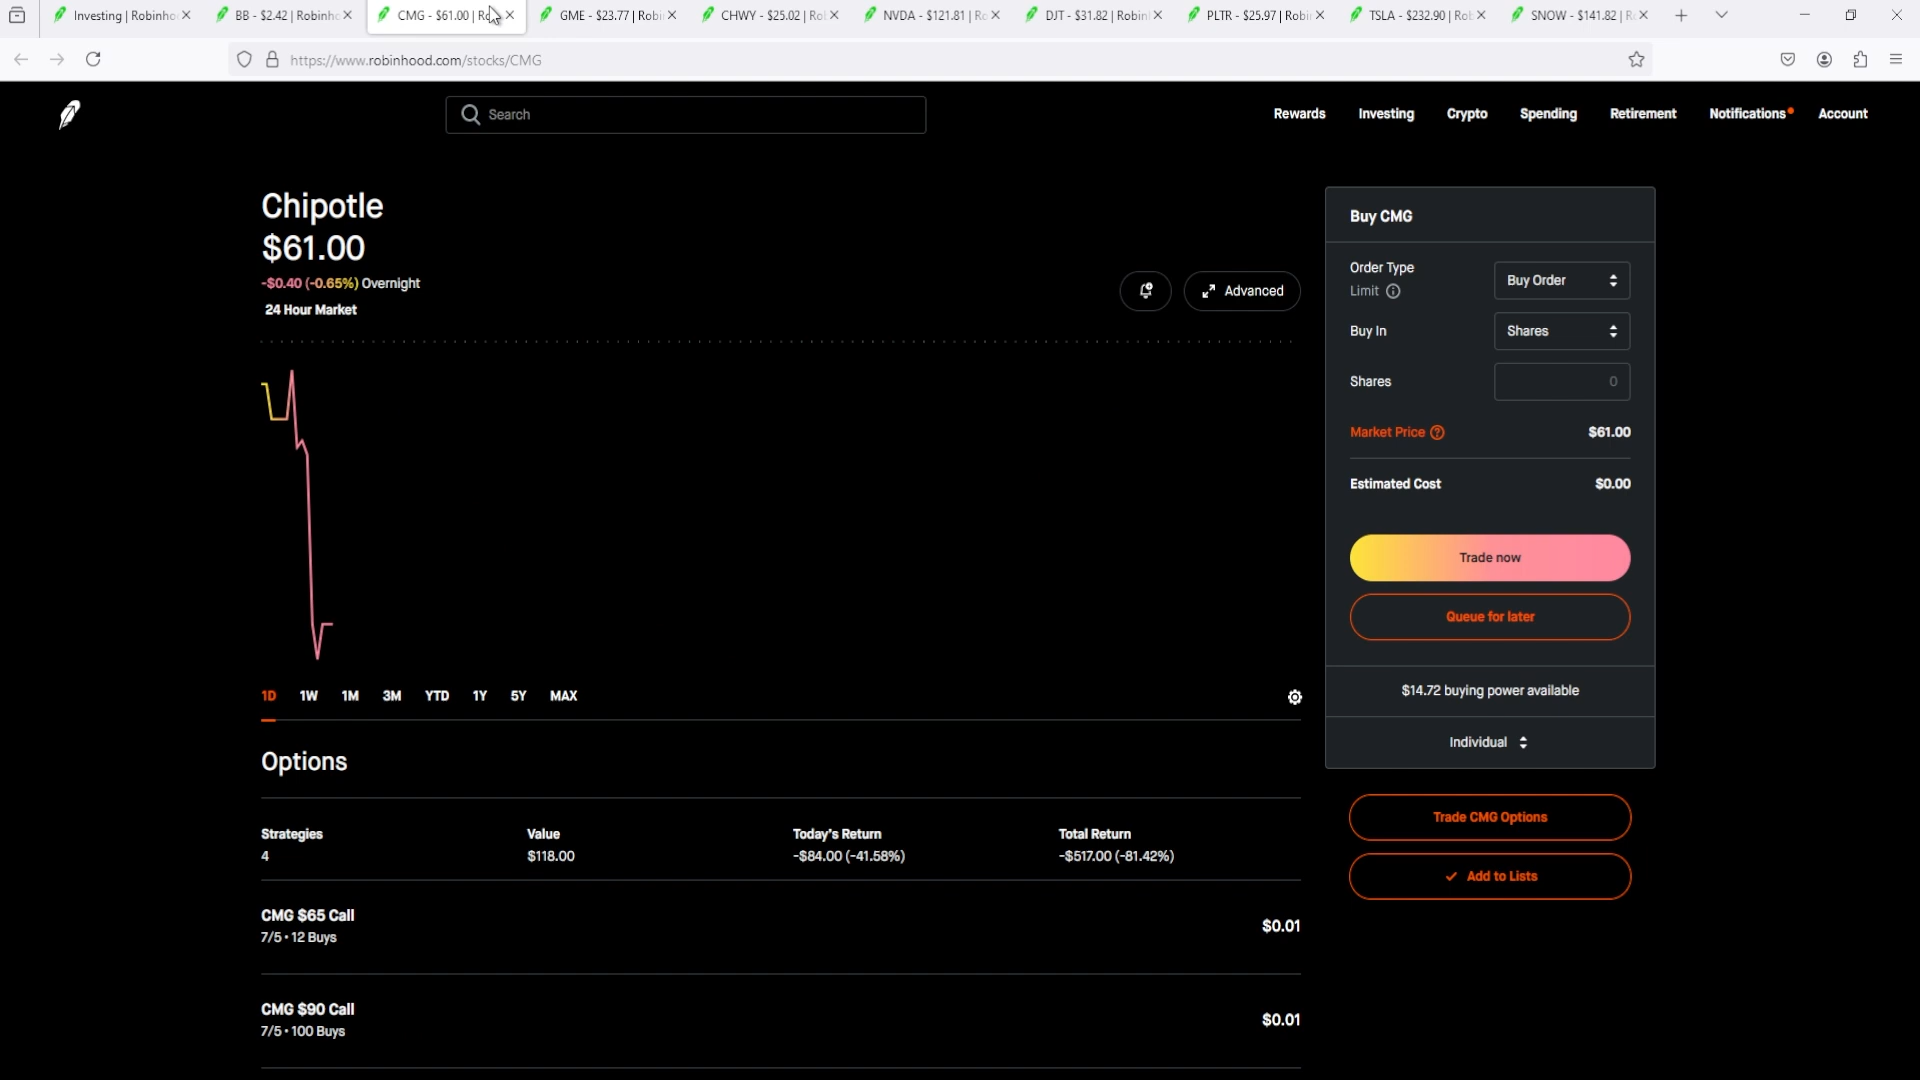 Investing | Robinho
BB - $2.42 | Robinh
CMG - $61.00 | Ro
GME - $23.77 | Robi
CHWY - $25.02 | Ro
NVDA - $121.81 | R
DJT - $31.82 | Robin
PLTR - $25.97 | Robi
TSLA - $232.90 | Ro
SNOW - $141.82 | R
https://www.robinhood.com/stocks/CMG
Search
Rewards
Investing
Crypto
Spending
Retirement
Notifications
Account
Chipotle
$61.00
-$0.40 (-0.65%) Overnight
24 Hour Market
Advanced
1D 1W 1M 3M YTD 1Y 5Y MAX
Options
Strategies Value Today's Return Total Return
4 $118.00 -$84.00 (-41.58%) -$517.00 (-81.42%)
CMG $65 Call
7/5 • 12 Buys
$0.01
CMG $90 Call
7/5 • 100 Buys
$0.01
Buy CMG
Order Type
Limit
Buy Order
Buy In Shares
Shares 0
Market Price $61.00
Estimated Cost $0.00
Trade now
Queue for later
$14.72 buying power available
Individual
Trade CMG Options
Add to Lists